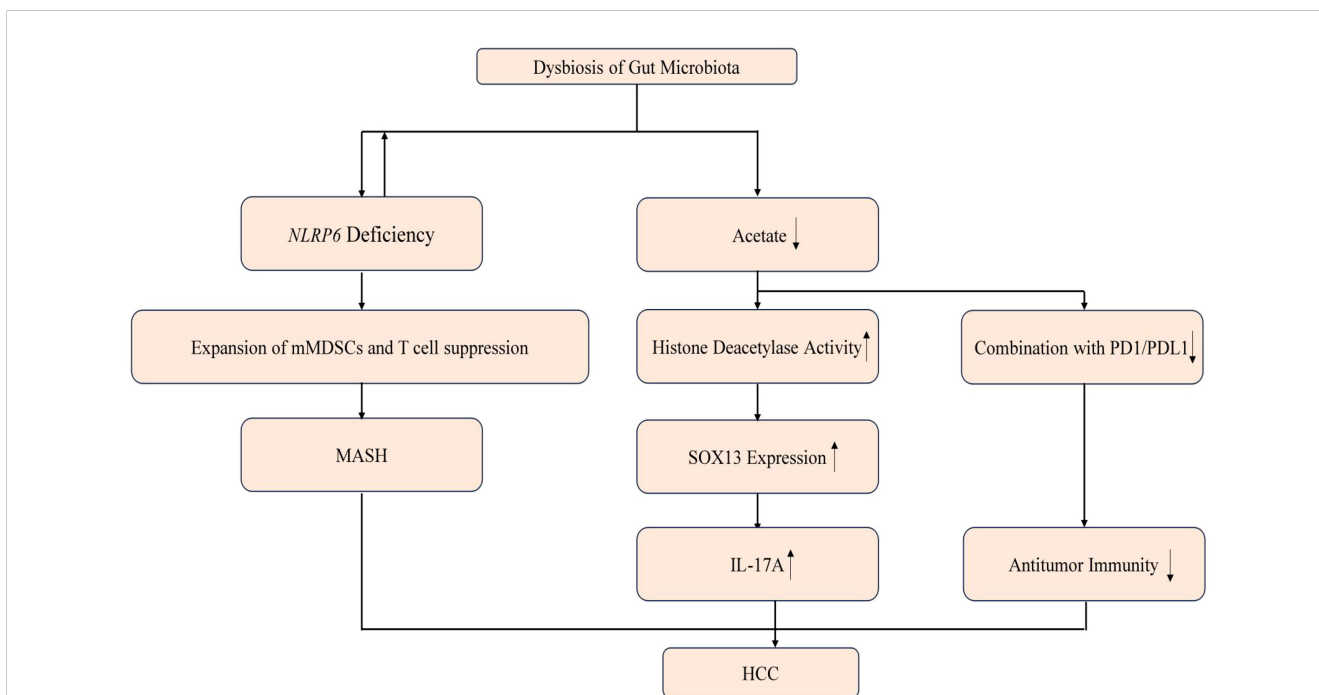 Dysbiosis of Gut Microbiota
NLRP6 Deficiency
Acetate ↓
Expansion of mMDSCs and T cell suppression
Histone Deacetylase Activity ↑
Combination with PD1/PDL1 ↓
MASH
SOX13 Expression ↑
IL-17A ↑
Antitumor Immunity ↓
HCC